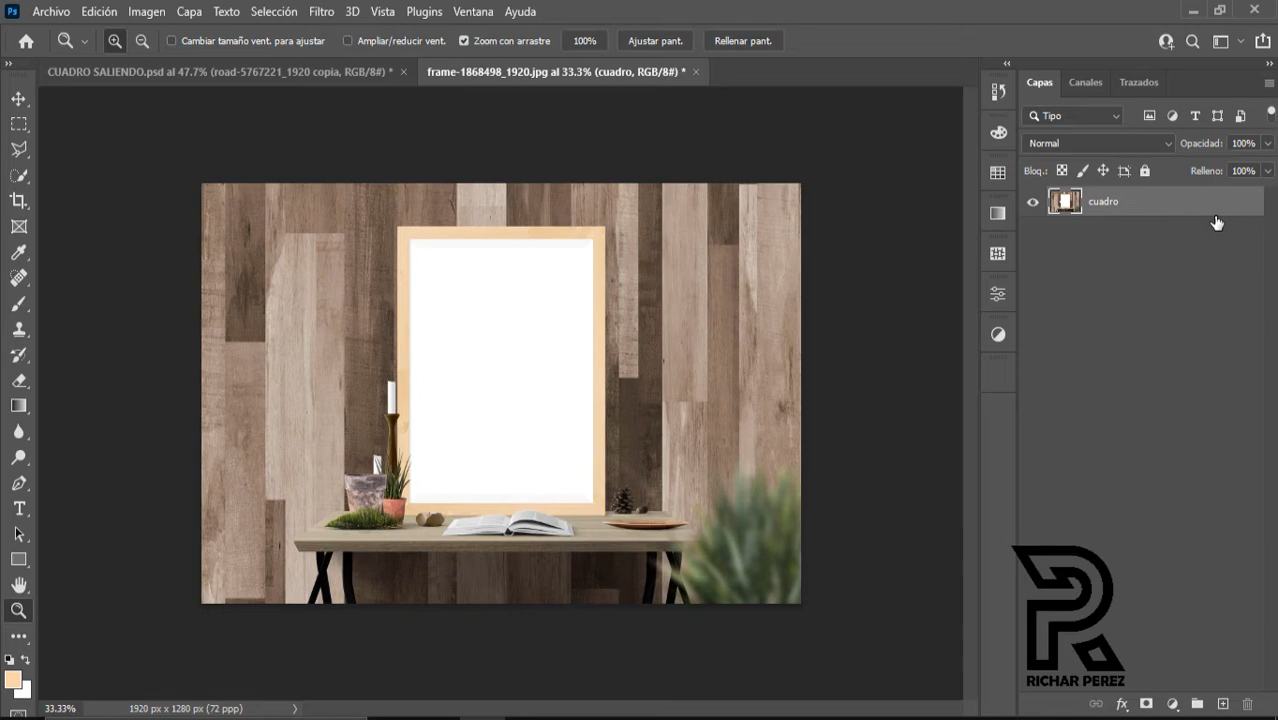 Ps Archivo Edición Imagen Capa Texto Selección Filtro 3D Vista Plugins Ventana Ayuda
Cambiar tamaño vent. para ajustar Ampliar/reducir vent. Zoom con arrastre 100% Ajustar pant. Rellenar pant.
CUADRO SALIENDO.psd al 47.7% (road-5767221_1920 copia, RGB/8#) * × frame-1868498_1920.jpg al 33.3% (cuadro, RGB/8#) * ×
Capas Canales Trazados
Tipo
Normal Opacidad: 100%
Bloq.: Relleno: 100%
cuadro
RICHAR PEREZ
33.33% 1920 px x 1280 px (72 ppp)